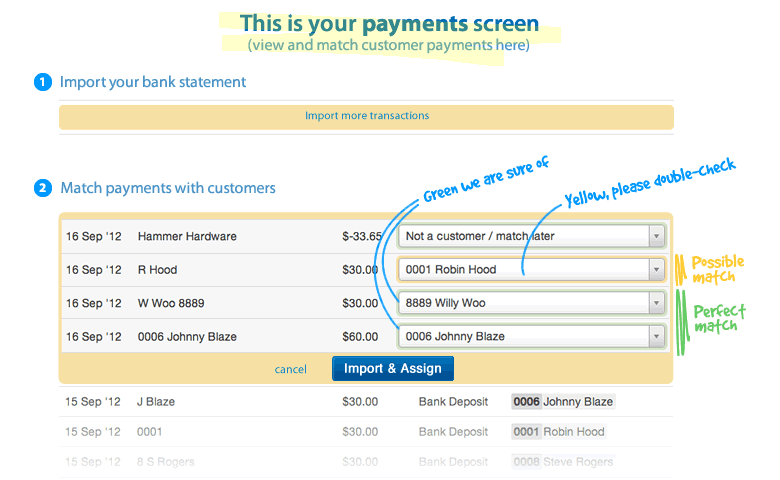 This is your payments screen
(view and match customer payments here)
1 Import your bank statement
Import more transactions
2 Match payments with customers
Green we are sure of
Yellow, please double-check
16 Sep '12 Hammer Hardware $-33.65 Not a customer / match later
16 Sep '12 R Hood $30.00 0001 Robin Hood
Possible match
16 Sep '12 W Woo 8889 $30.00 8889 Willy Woo
Perfect match
16 Sep '12 0006 Johnny Blaze $60.00 0006 Johnny Blaze
cancel Import & Assign
15 Sep '12 J Blaze $30.00 Bank Deposit 0006 Johnny Blaze
15 Sep '12 0001 $30.00 Bank Deposit 0001 Robin Hood
15 Sep '12 8 S Rogers $30.00 Bank Deposit 0008 Steve Rogers